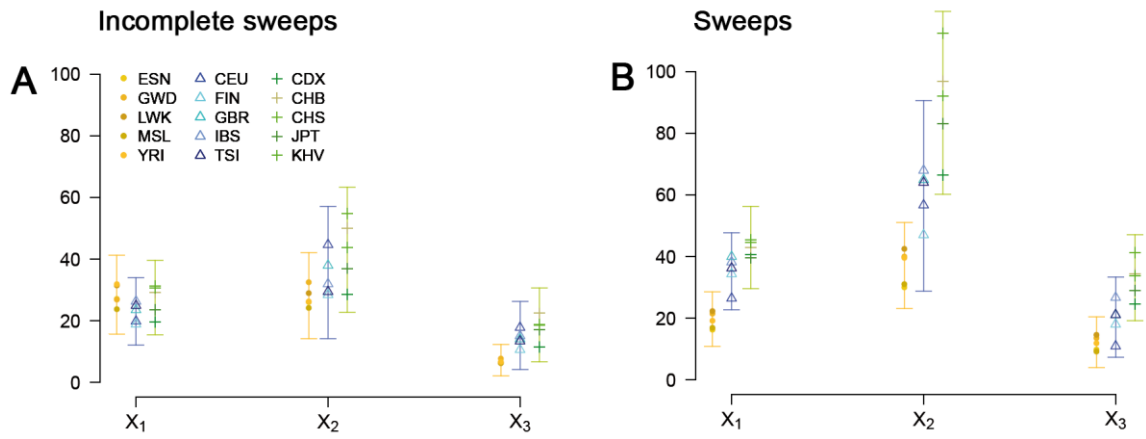 Incomplete sweeps
Sweeps
A
100
80
60
40
20
0
ESN
GWD
LWK
MSL
YRI
CEU
FIN
GBR
IBS
TSI
CDX
CHB
CHS
JPT
KHV
X₁
X₂
X₃
B
100
80
60
40
20
0
X₁
X₂
X₃